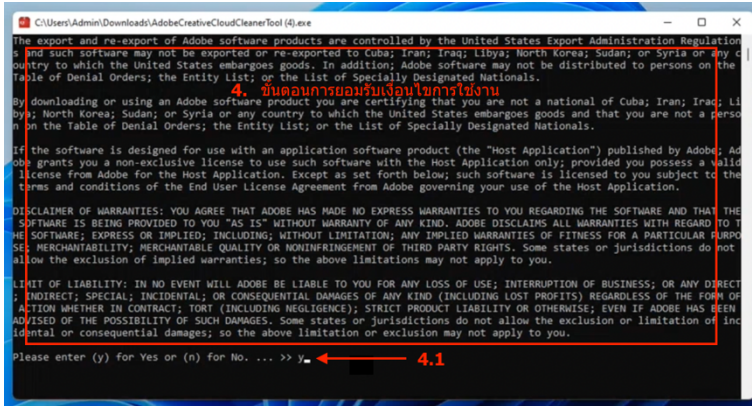 C:\Users\Admin\Downloads\AdobeCreativeCloudCleanerTool (4).exe
The export and re-export of Adobe software products are controlled by the United States Export Administration Regulation
s and such software may not be exported or re-exported to Cuba; Iran; Iraq; Libya; North Korea; Sudan; or Syria or any c
ountry to which the United States embargoes goods. In addition; Adobe software may not be distributed to persons on the
Table of Denial Orders; the Entity List; or the List of Specially Designated Nationals.
4. ขั้นตอนการยอมรับเงื่อนไขการใช้งาน
By downloading or using an Adobe software product you are certifying that you are not a national of Cuba; Iran; Iraq; Li
bya; North Korea; Sudan; or Syria or any country to which the United States embargoes goods and that you are not a perso
n on the Table of Denial Orders; the Entity List; or the List of Specially Designated Nationals.
If the software is designed for use with an application software product (the "Host Application") published by Adobe; Ad
obe grants you a non-exclusive license to use such software with the Host Application only; provided you possess a valid
license from Adobe for the Host Application. Except as set forth below; such software is licensed to you subject to the
terms and conditions of the End User License Agreement from Adobe governing your use of the Host Application.
DISCLAIMER OF WARRANTIES: YOU AGREE THAT ADOBE HAS MADE NO EXPRESS WARRANTIES TO YOU REGARDING THE SOFTWARE AND THAT THE
SOFTWARE IS BEING PROVIDED TO YOU "AS IS" WITHOUT WARRANTY OF ANY KIND. ADOBE DISCLAIMS ALL WARRANTIES WITH REGARD TO T
HE SOFTWARE; EXPRESS OR IMPLIED; INCLUDING; WITHOUT LIMITATION; ANY IMPLIED WARRANTIES OF FITNESS FOR A PARTICULAR PURPO
SE; MERCHANTABILITY; MERCHANTABLE QUALITY OR NONINFRINGEMENT OF THIRD PARTY RIGHTS. Some states or jurisdictions do not
allow the exclusion of implied warranties; so the above limitations may not apply to you.
LIMIT OF LIABILITY: IN NO EVENT WILL ADOBE BE LIABLE TO YOU FOR ANY LOSS OF USE; INTERRUPTION OF BUSINESS; OR ANY DIRECT
; INDIRECT; SPECIAL; INCIDENTAL; OR CONSEQUENTIAL DAMAGES OF ANY KIND (INCLUDING LOST PROFITS) REGARDLESS OF THE FORM OF
ACTION WHETHER IN CONTRACT; TORT (INCLUDING NEGLIGENCE); STRICT PRODUCT LIABILITY OR OTHERWISE; EVEN IF ADOBE HAS BEEN
ADVISED OF THE POSSIBILITY OF SUCH DAMAGES. Some states or jurisdictions do not allow the exclusion or limitation of inc
idental or consequential damages; so the above limitation or exclusion may not apply to you.
Please enter (y) for Yes or (n) for No. ... >> y
4.1